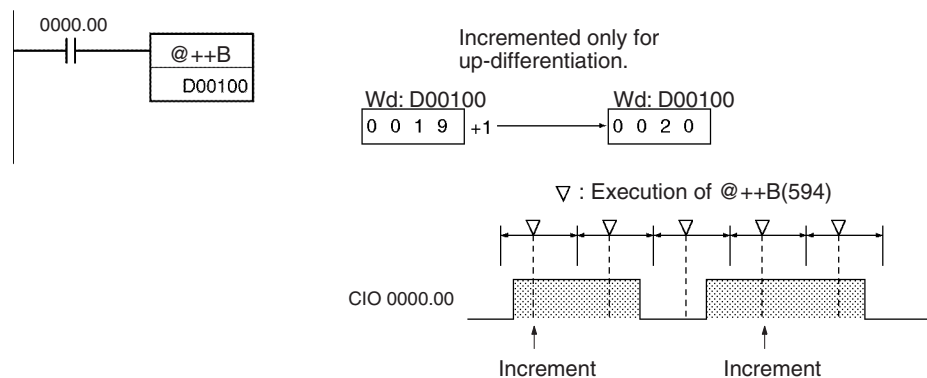 0000.00
@++B
D00100
Incremented only for
up-differentiation.
Wd: D00100 Wd: D00100
0 0 1 9 +1 0 0 2 0
▽ : Execution of @++B(594)
CIO 0000.00
Increment Increment